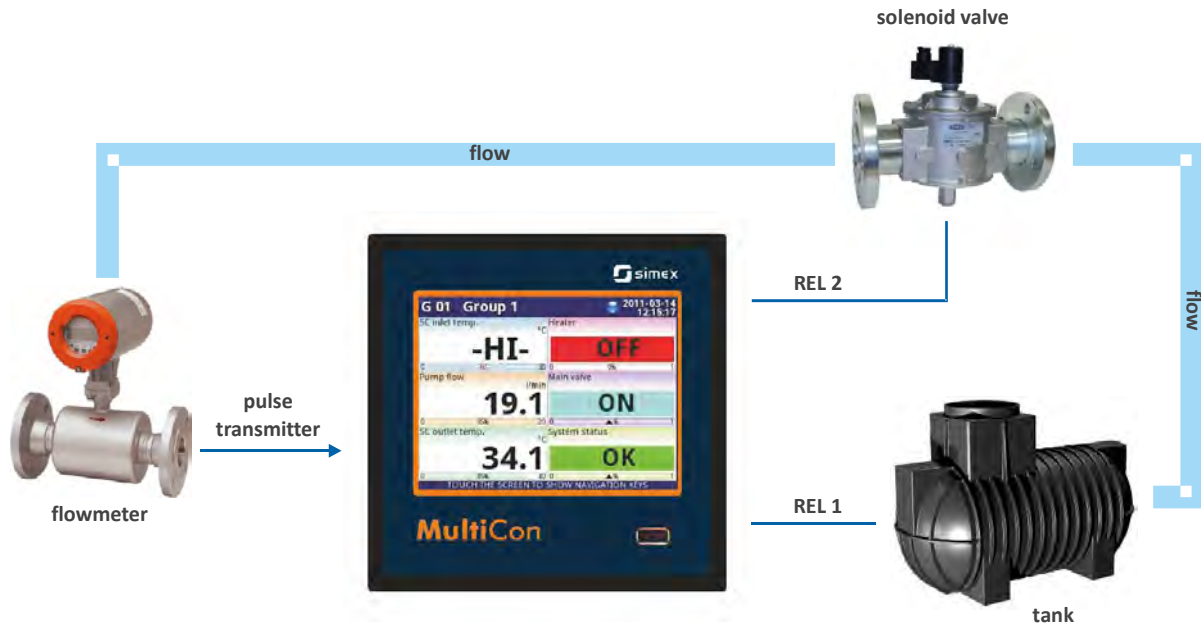 solenoid valve
flow
simex
REL 2
G 01 Group 1
2011-03-14
12:15:17
SC inlet temp.
°C
Heater
-HI-
OFF
Pump flow
l/min
Main valve
19.1
ON
SC outlet temp.
°C
System status
34.1
OK
TOUCH THE SCREEN TO SHOW NAVIGATION KEYS
flow
pulse
transmitter
flowmeter
REL 1
MultiCon
tank